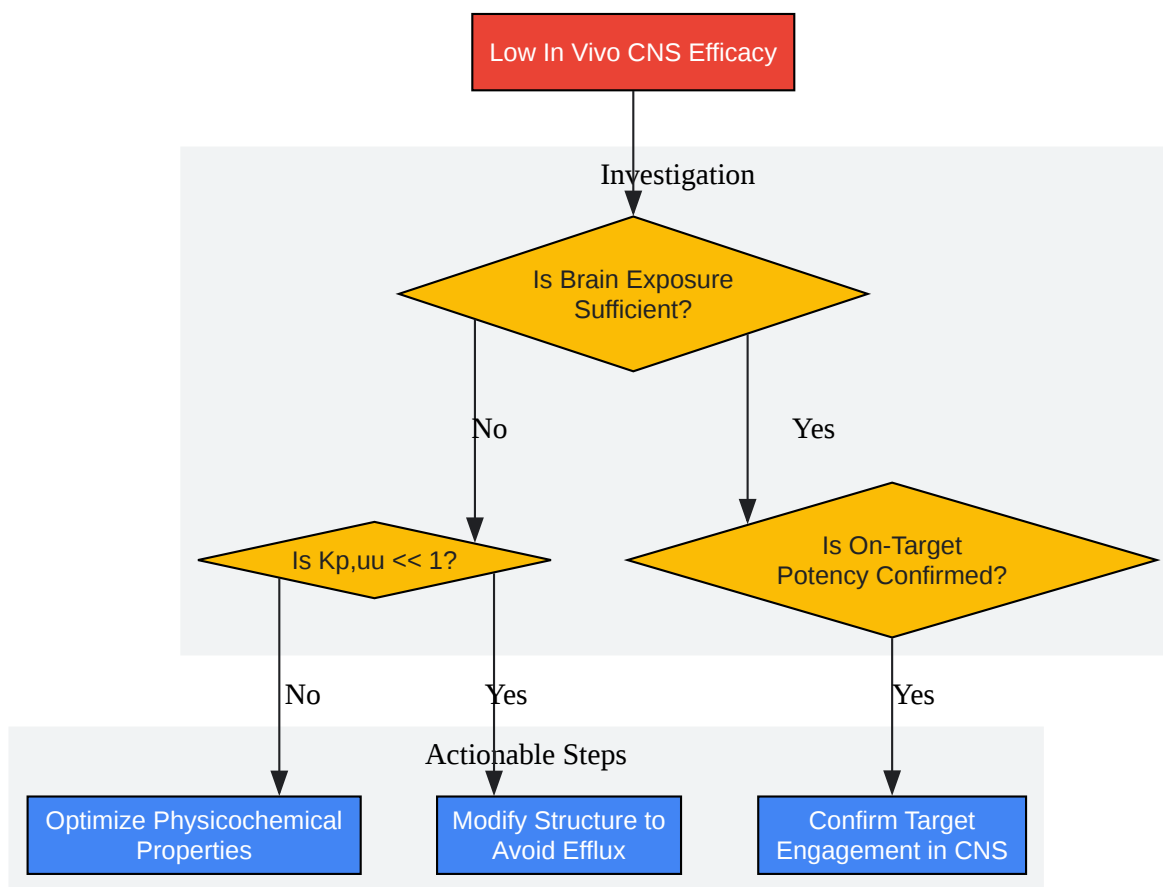 Low In Vivo CNS Efficacy
Investigation
Is Brain Exposure
Sufficient?
No
Yes
Is Kp,uu << 1?
Is On-Target
Potency Confirmed?
No
Yes
Yes
Actionable Steps
Optimize Physicochemical
Properties
Modify Structure to
Avoid Efflux
Confirm Target
Engagement in CNS